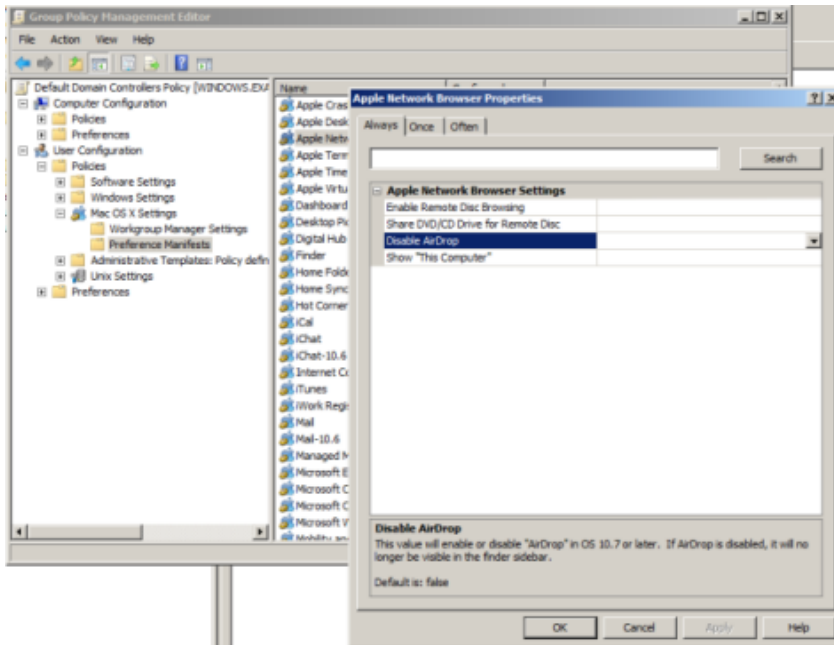 Group Policy Management Editor
File Action View Help
Default Domain Controllers Policy [WINDOWS.EX
Computer Configuration
Policies
Preferences
User Configuration
Policies
Software Settings
Windows Settings
Mac OS X Settings
Workgroup Manager Settings
Preference Manifests
Administrative Templates: Policy defin
Unix Settings
Preferences
Name
Apple Cras
Apple Desk
Apple Netw
Apple Term
Apple Time
Apple Virtu
Dashboard
Desktop Pic
Digital Hub
Finder
Home Folde
Home Sync
Hot Corner
iCal
iChat
iChat-10.6
Internet Co
iTunes
iWork Regi
Mail
Mail-10.6
Managed M
Microsoft E
Microsoft C
Microsoft C
Microsoft V
Mobility an
Apple Network Browser Properties
Always Once Often
Search
Apple Network Browser Settings
Enable Remote Disc Browsing
Share DVD/CD Drive for Remote Disc
Disable AirDrop
Show "This Computer"
Disable AirDrop
This value will enable or disable "AirDrop" in OS 10.7 or later. If AirDrop is disabled, it will no
longer be visible in the finder sidebar.
Default is: false
OK Cancel Apply Help